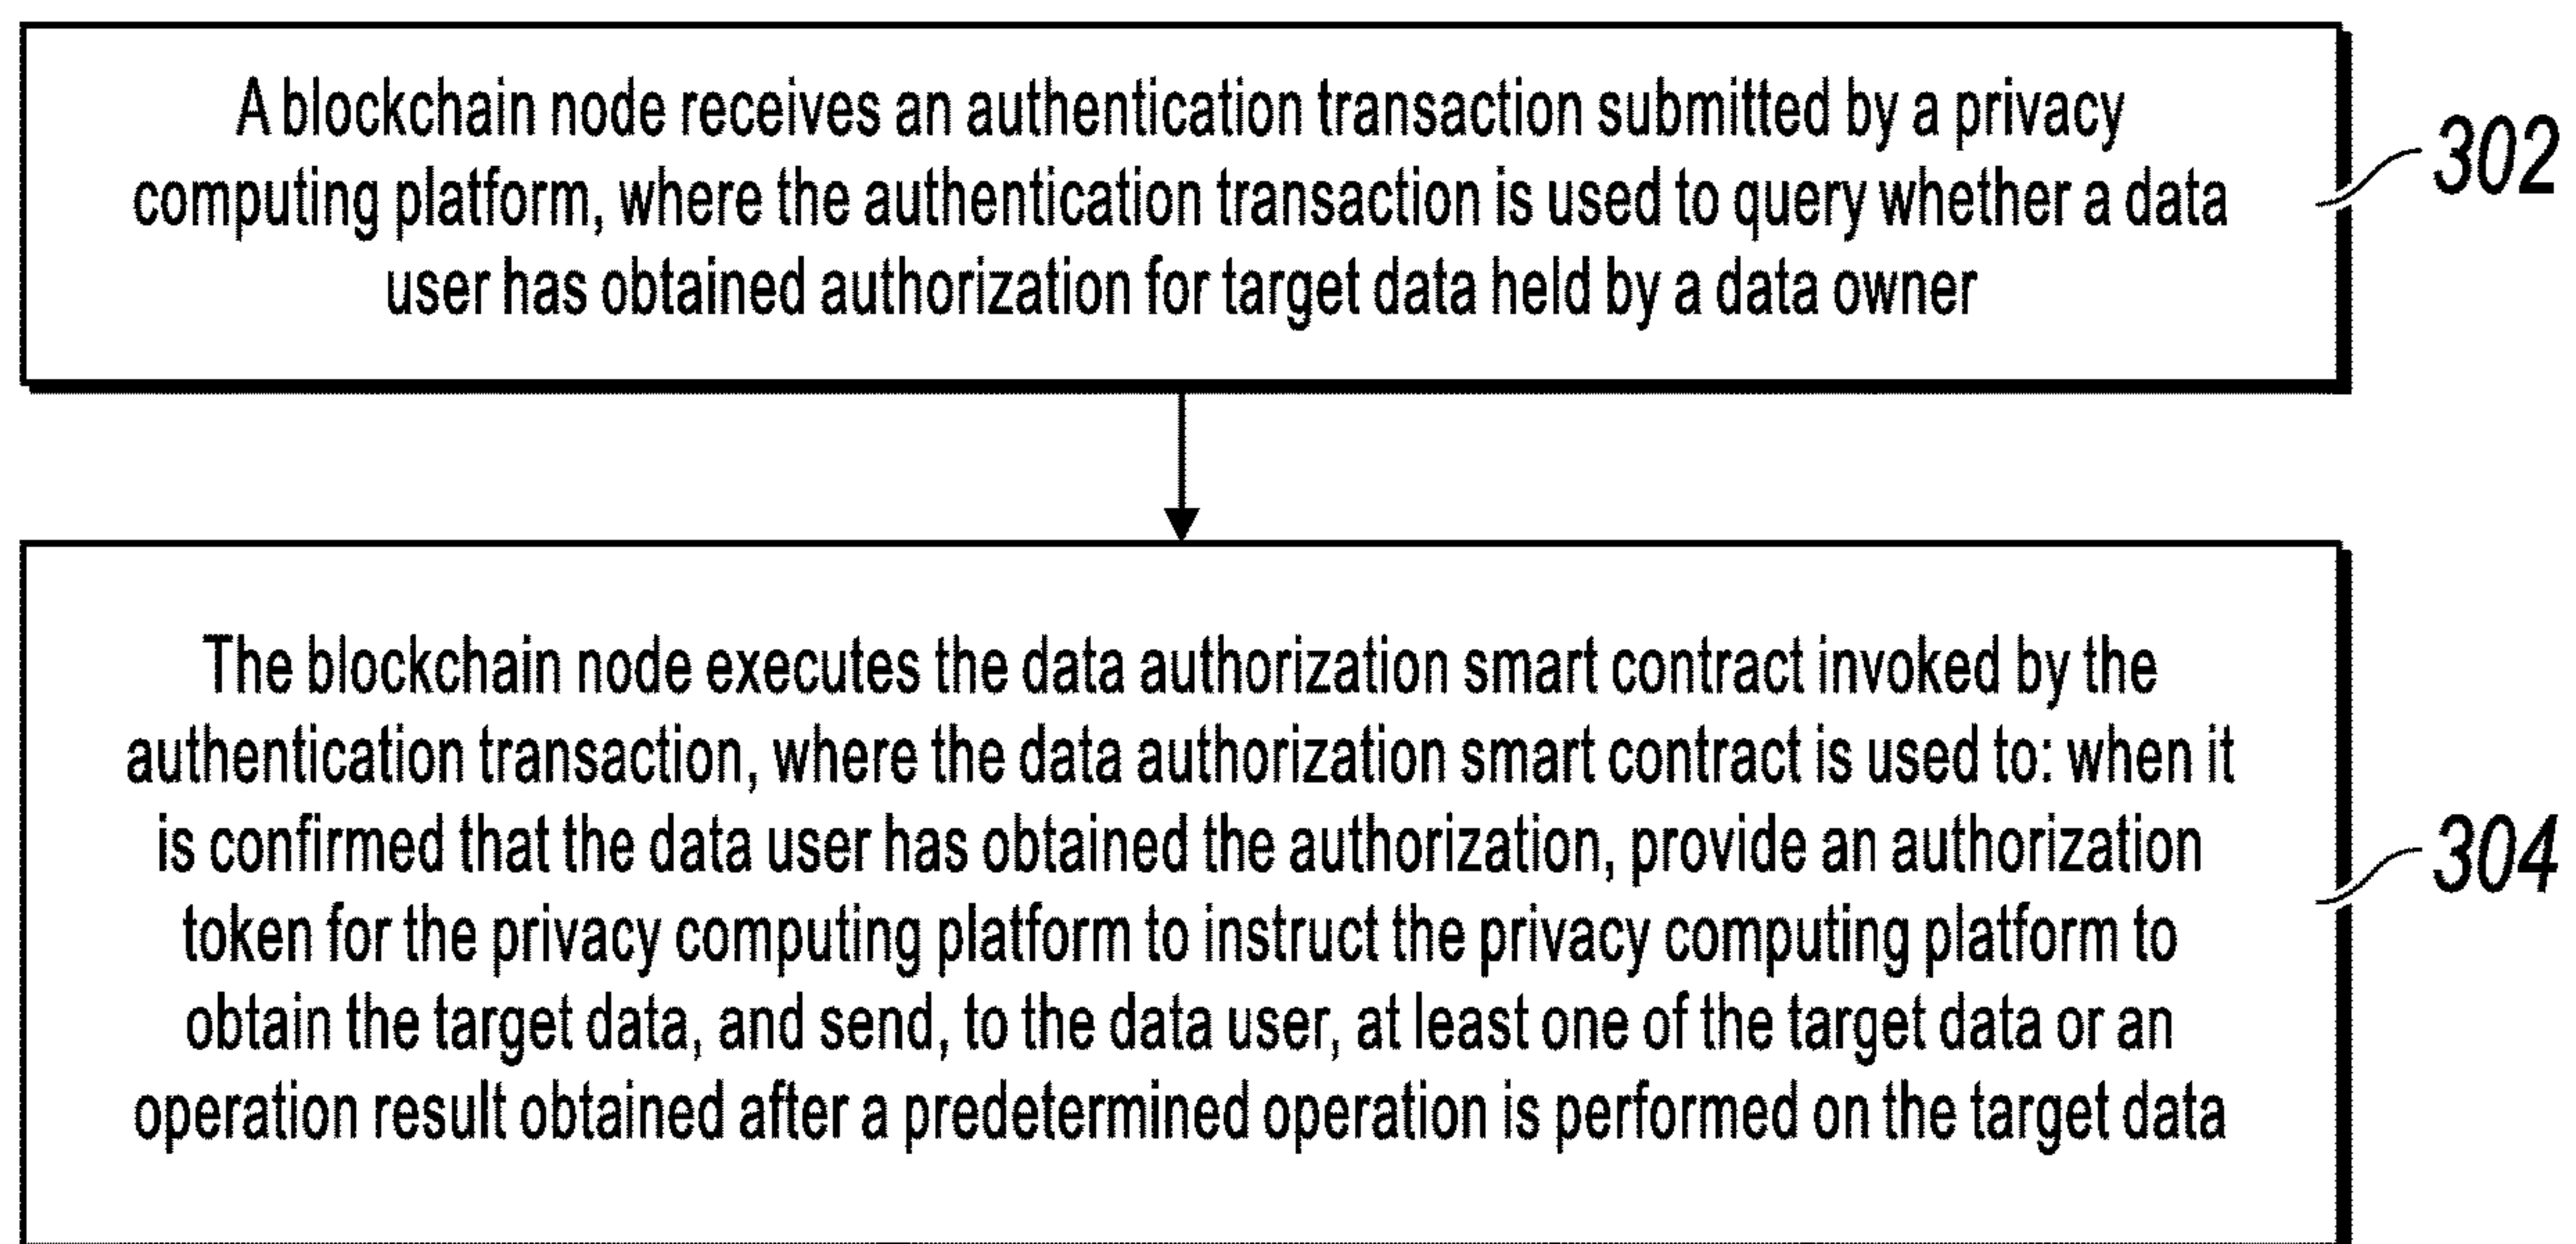 A blockchain node receives an authentication transaction submitted by a privacy
computing platform, where the authentication transaction is used to query whether a data
user has obtained authorization for target data held by a data owner
302
The blockchain node executes the data authorization smart contract invoked by the
authentication transaction, where the data authorization smart contract is used to: when it
is confirmed that the data user has obtained the authorization, provide an authorization
token for the privacy computing platform to instruct the privacy computing platform to
obtain the target data, and send, to the data user, at least one of the target data or an
operation result obtained after a predetermined operation is performed on the target data
304